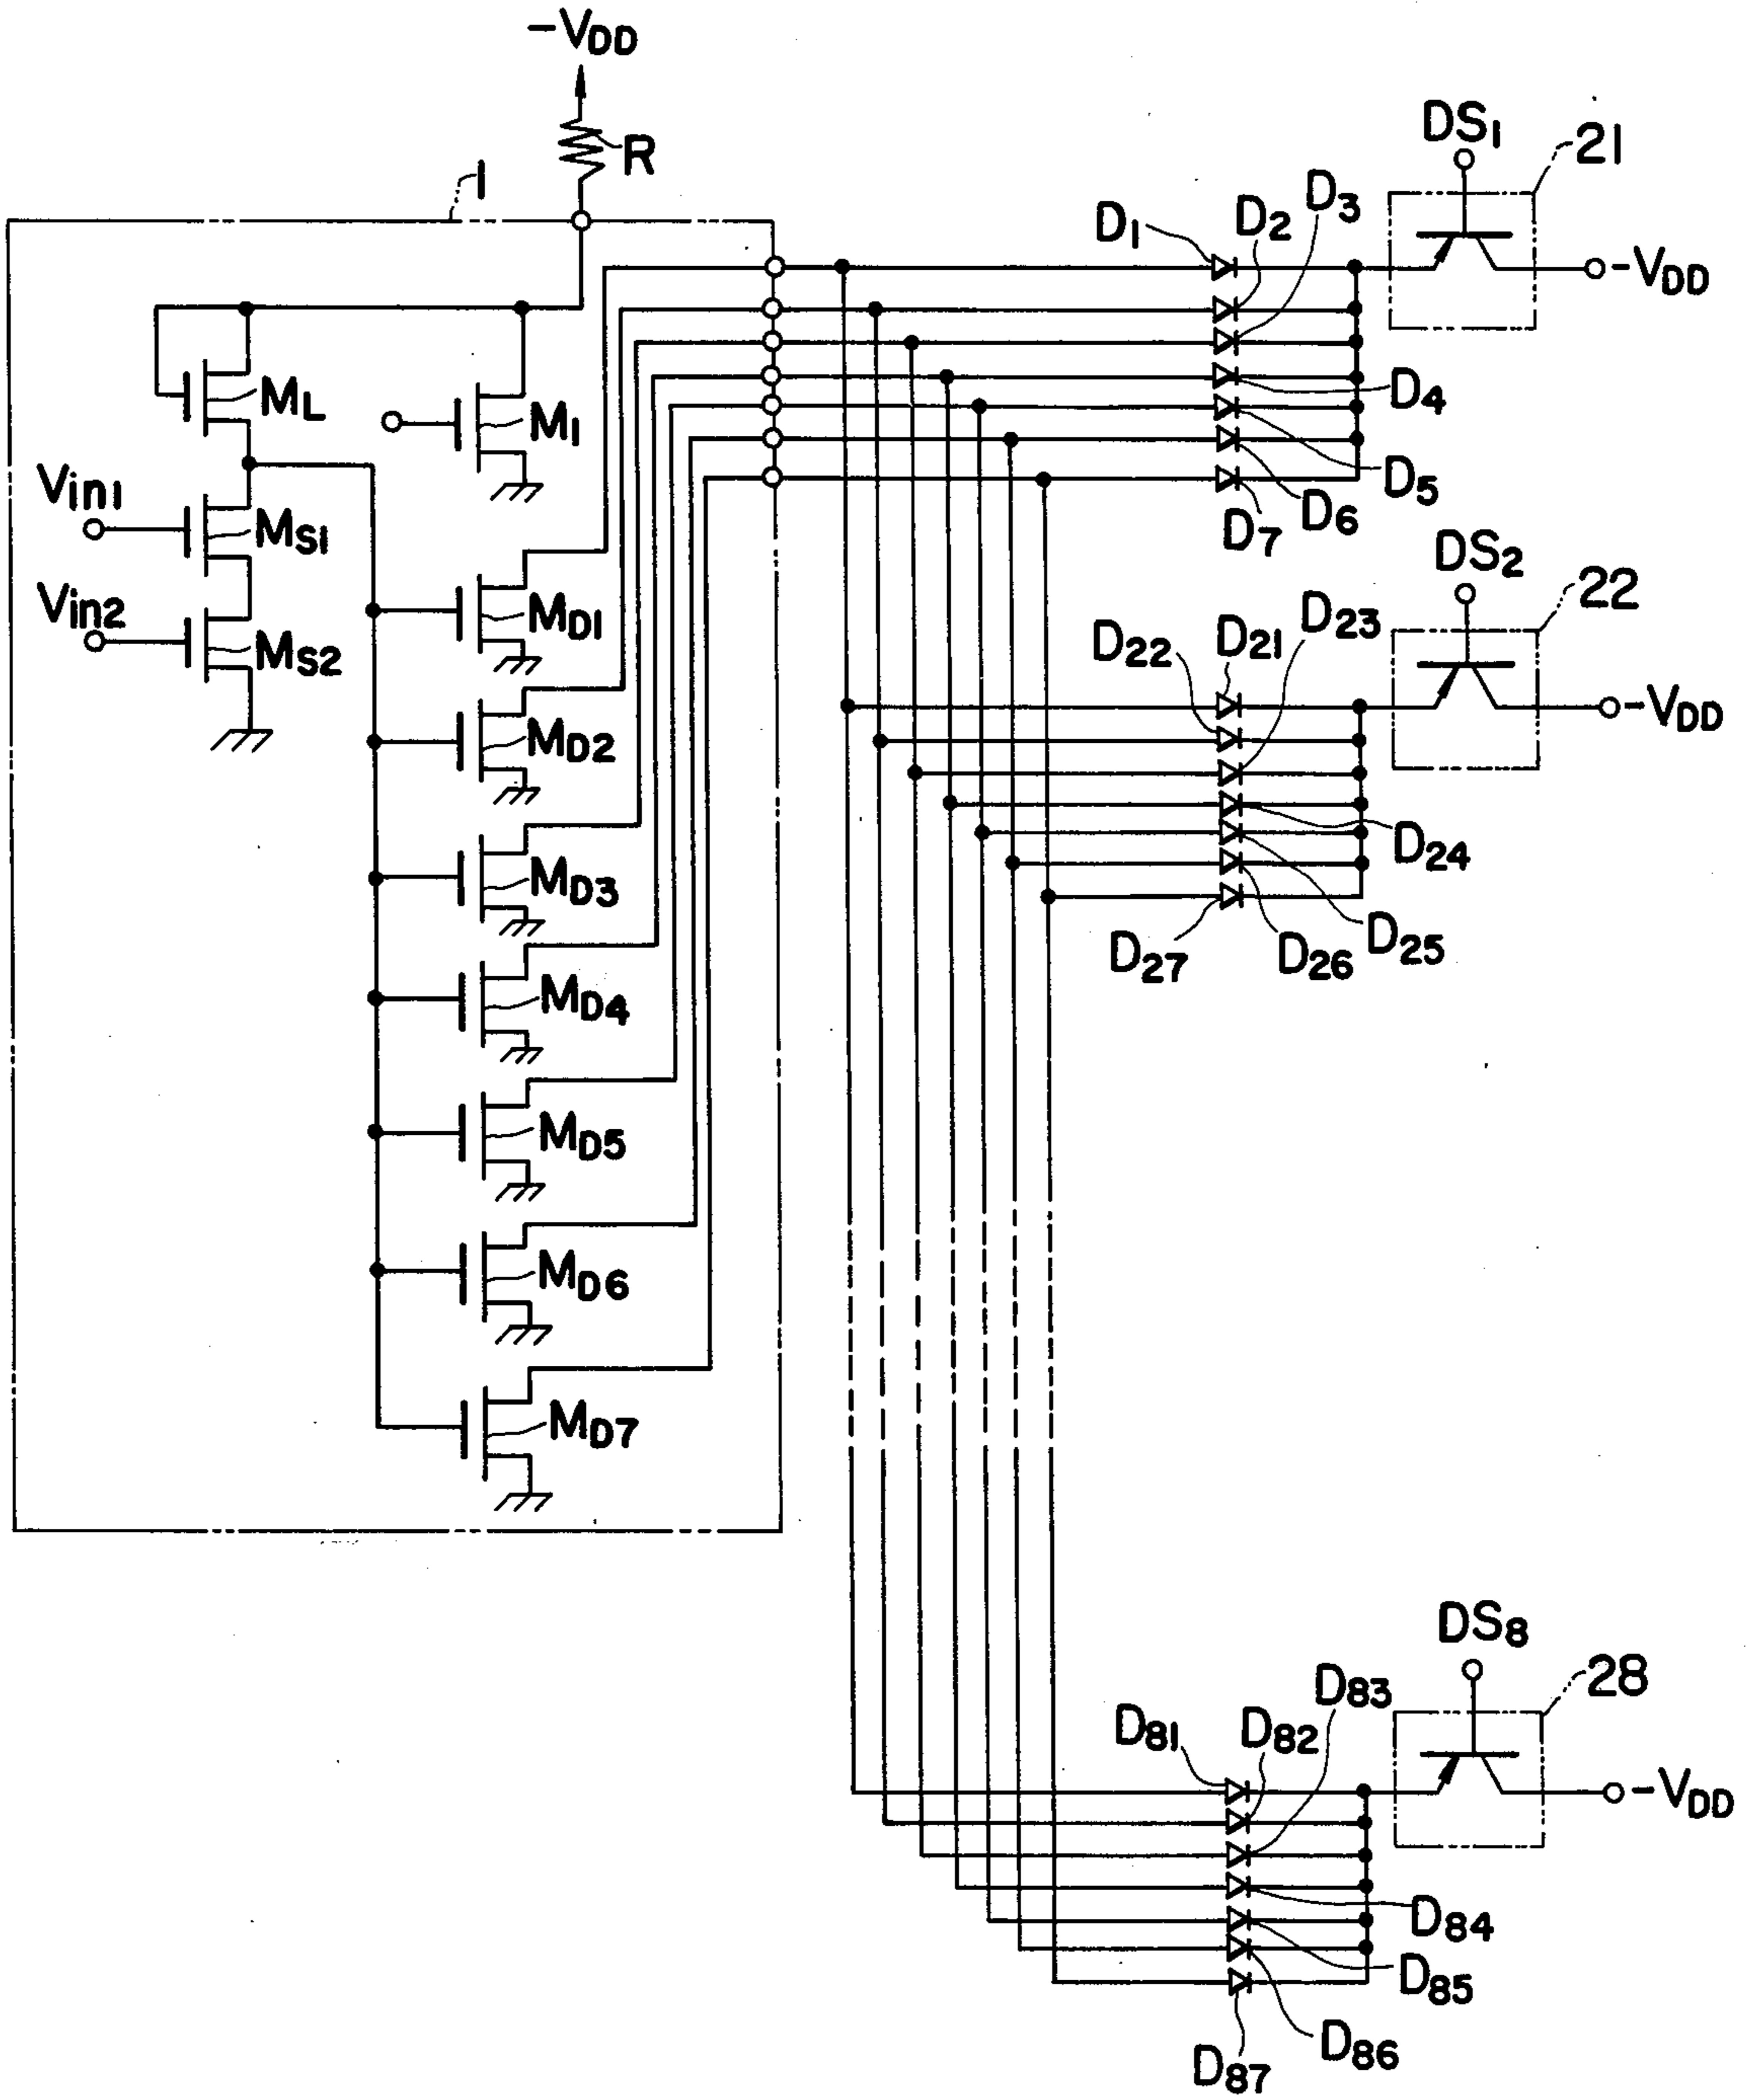 -VDD
R
1
DS1
21
D1
D2
D3
-VDD
ML
M1
D4
Vin1
MS1
D5
D6
D7
DS2
22
Vin2
MS2
MD1
D22
D21
D23
-VDD
MD2
D24
MD3
D25
D26
D27
MD4
MD5
MD6
MD7
DS8
28
D81
D82
D83
-VDD
D84
D85
D86
D87